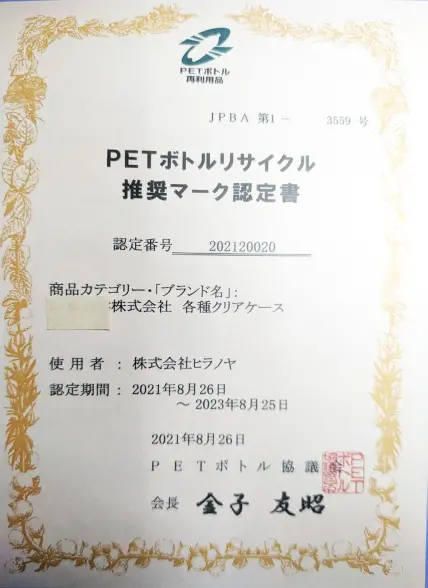 PETボトル
再利用品
JPBA 第1－ 3559 号
PETボトルリサイクル
推奨マーク認定書
認定番号 202120020
商品カテゴリー・「ブランド名」:
株式会社 各種クリアケース
使用者 : 株式会社ヒラノヤ
認定期間 : 2021年8月26日
～ 2023年8月25日
2021年8月26日
PETボトル協議
会長 金子 友昭